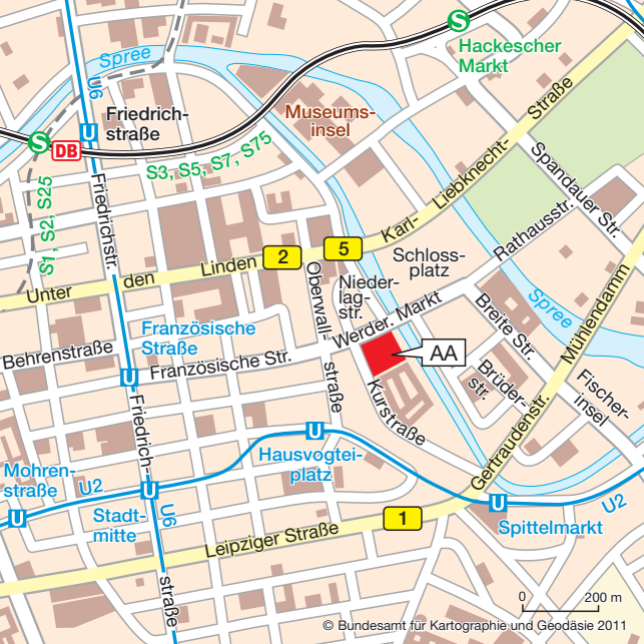 S
Hackescher
Markt
Spree
U6
U
Friedrich-
straße
S
DB
Museums-
insel
S3, S5, S7, S75
S1, S2, S25
Friedrichstr.
Karl-
Liebknecht-
Straße
Spandauer Str.
Rathausstr.
Unter
den
Linden
2
5
Schloss-
platz
Nieder-
lag-
str.
Oberwall-
straße
Werder. Markt
Spree
Breite Str.
Mühlendamm
Französische
Straße
Behrenstraße
Französische Str.
U
AA
Brüder-
str.
Fischer-
insel
Kurstraße
Friedrich-
straße
U
Hausvogtei-
platz
Gertraudenstr.
Mohren-
straße
U2
U
U
U6
Stadt-
mitte
1
U
U2
Spittelmarkt
Leipziger Straße
0
200 m
© Bundesamt für Kartographie und Geodäsie 2011